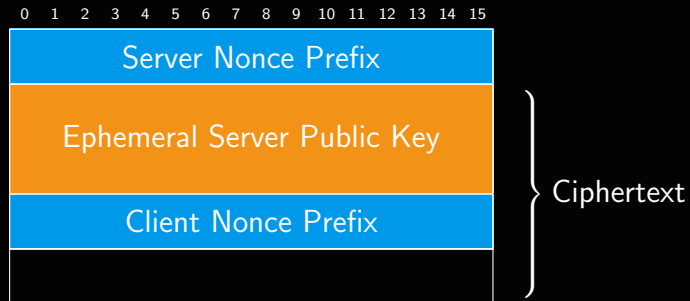 0 1 2 3 4 5 6 7 8 9 10 11 12 13 14 15
Server Nonce Prefix
Ephemeral Server Public Key
Ciphertext
Client Nonce Prefix